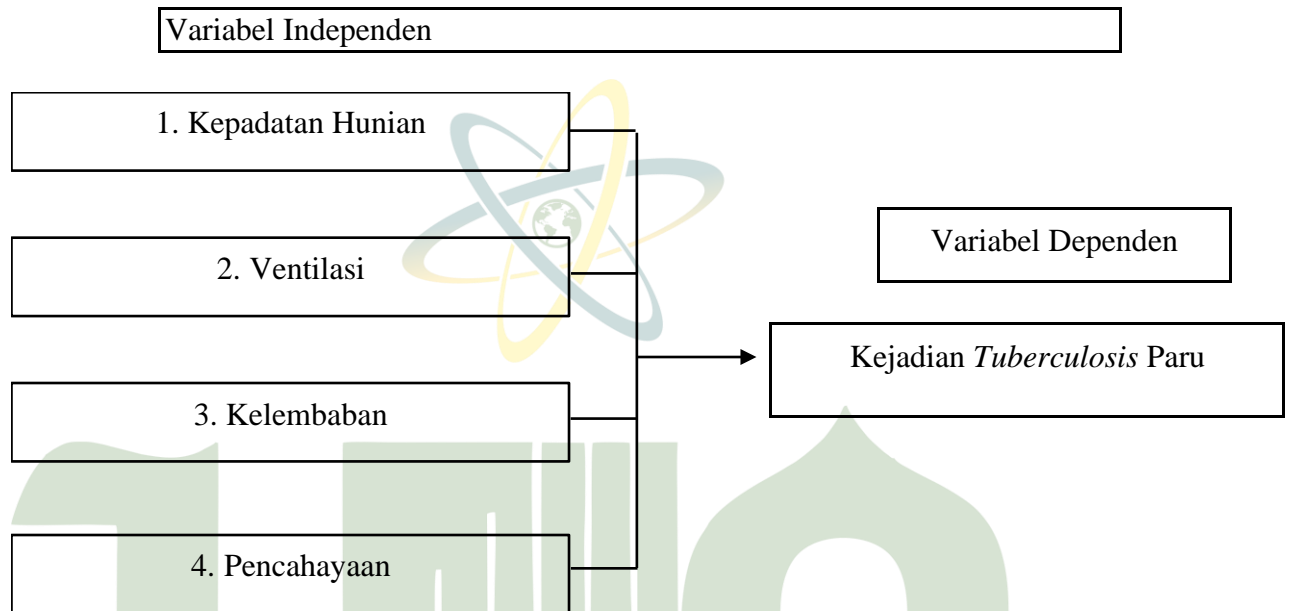 Variabel Independen
1. Kepadatan Hunian
2. Ventilasi
3. Kelembaban
4. Pencahayaan
Variabel Dependen
Kejadian Tuberculosis Paru